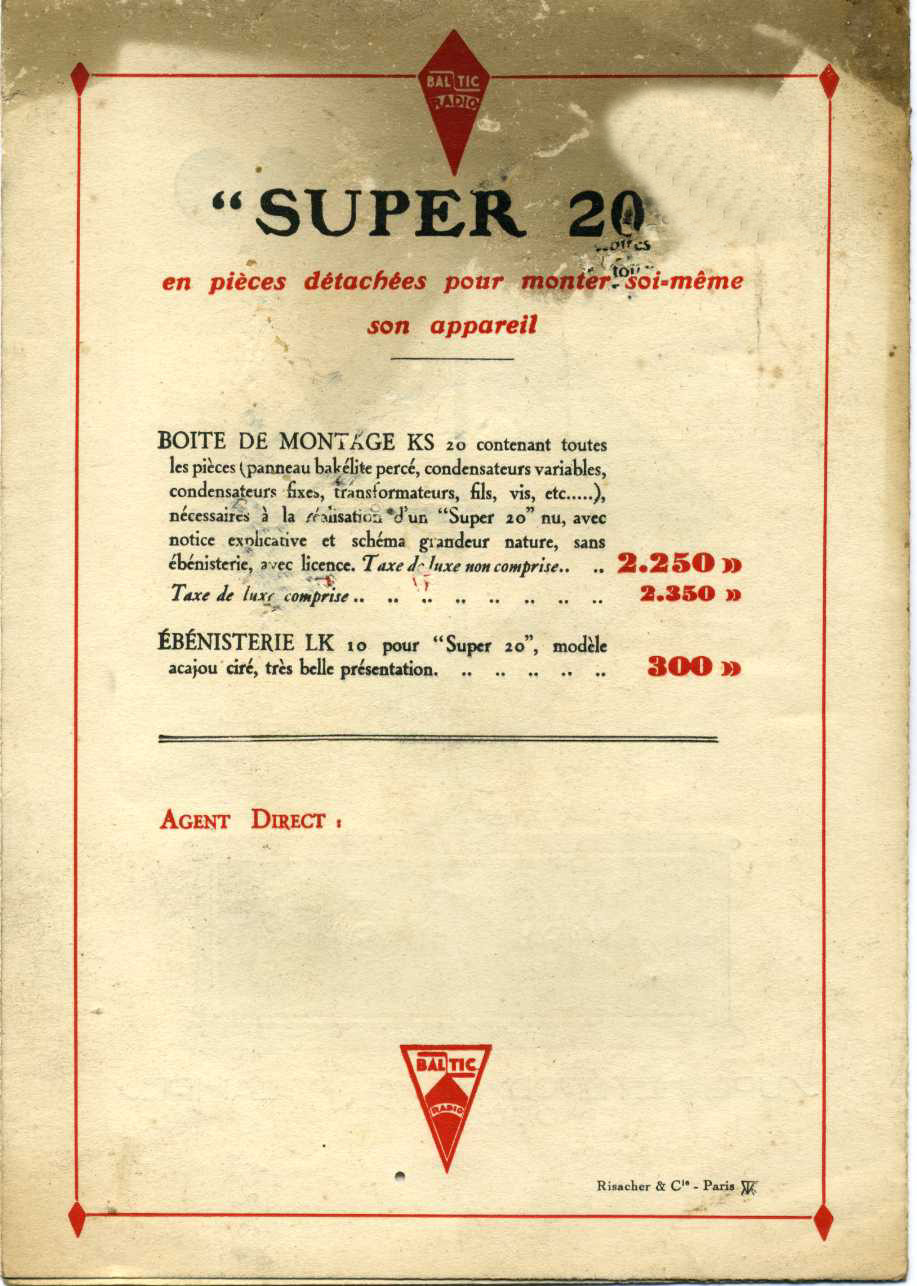 BALTIC
RADIO
“SUPER 20
en pièces détachées pour monter soi-même
son appareil
BOITE DE MONTAGE KS 20 contenant toutes
les pièces (panneau bakélite percé, condensateurs variables,
condensateurs fixes, transformateurs, fils, vis, etc.....),
nécessaires à la réalisation d'un “Super 20” nu, avec
notice explicative et schéma grandeur nature, sans
ébénisterie, avec licence. Taxe de luxe non comprise.. .. 2.250 »
Taxe de luxe comprise .. .. .. .. .. .. .. .. 2.350 »
ÉBÉNISTERIE LK 10 pour “Super 20”, modèle
acajou ciré, très belle présentation. .. .. .. .. .. 300 »
AGENT DIRECT :
BALTIC
RADIO
Risacher & Cie - Paris